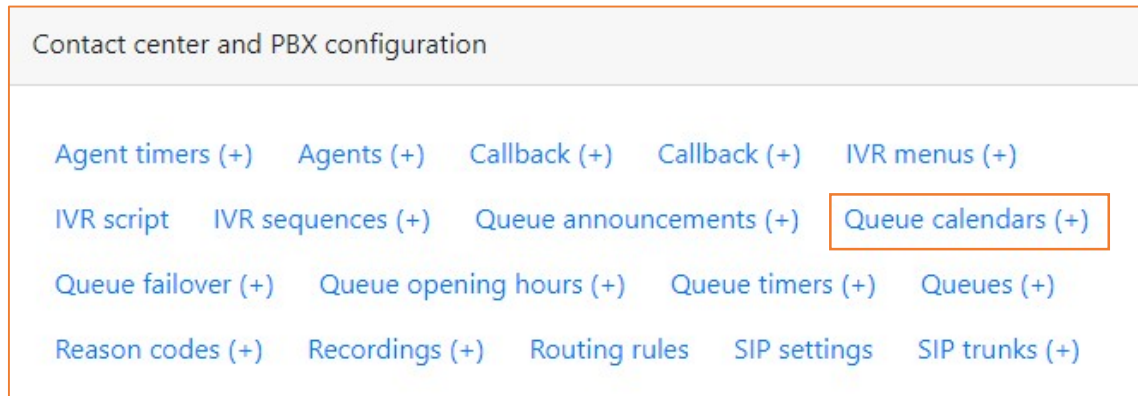 Contact center and PBX configuration
Agent timers (+) Agents (+) Callback (+) Callback (+) IVR menus (+)
IVR script IVR sequences (+) Queue announcements (+) Queue calendars (+)
Queue failover (+) Queue opening hours (+) Queue timers (+) Queues (+)
Reason codes (+) Recordings (+) Routing rules SIP settings SIP trunks (+)